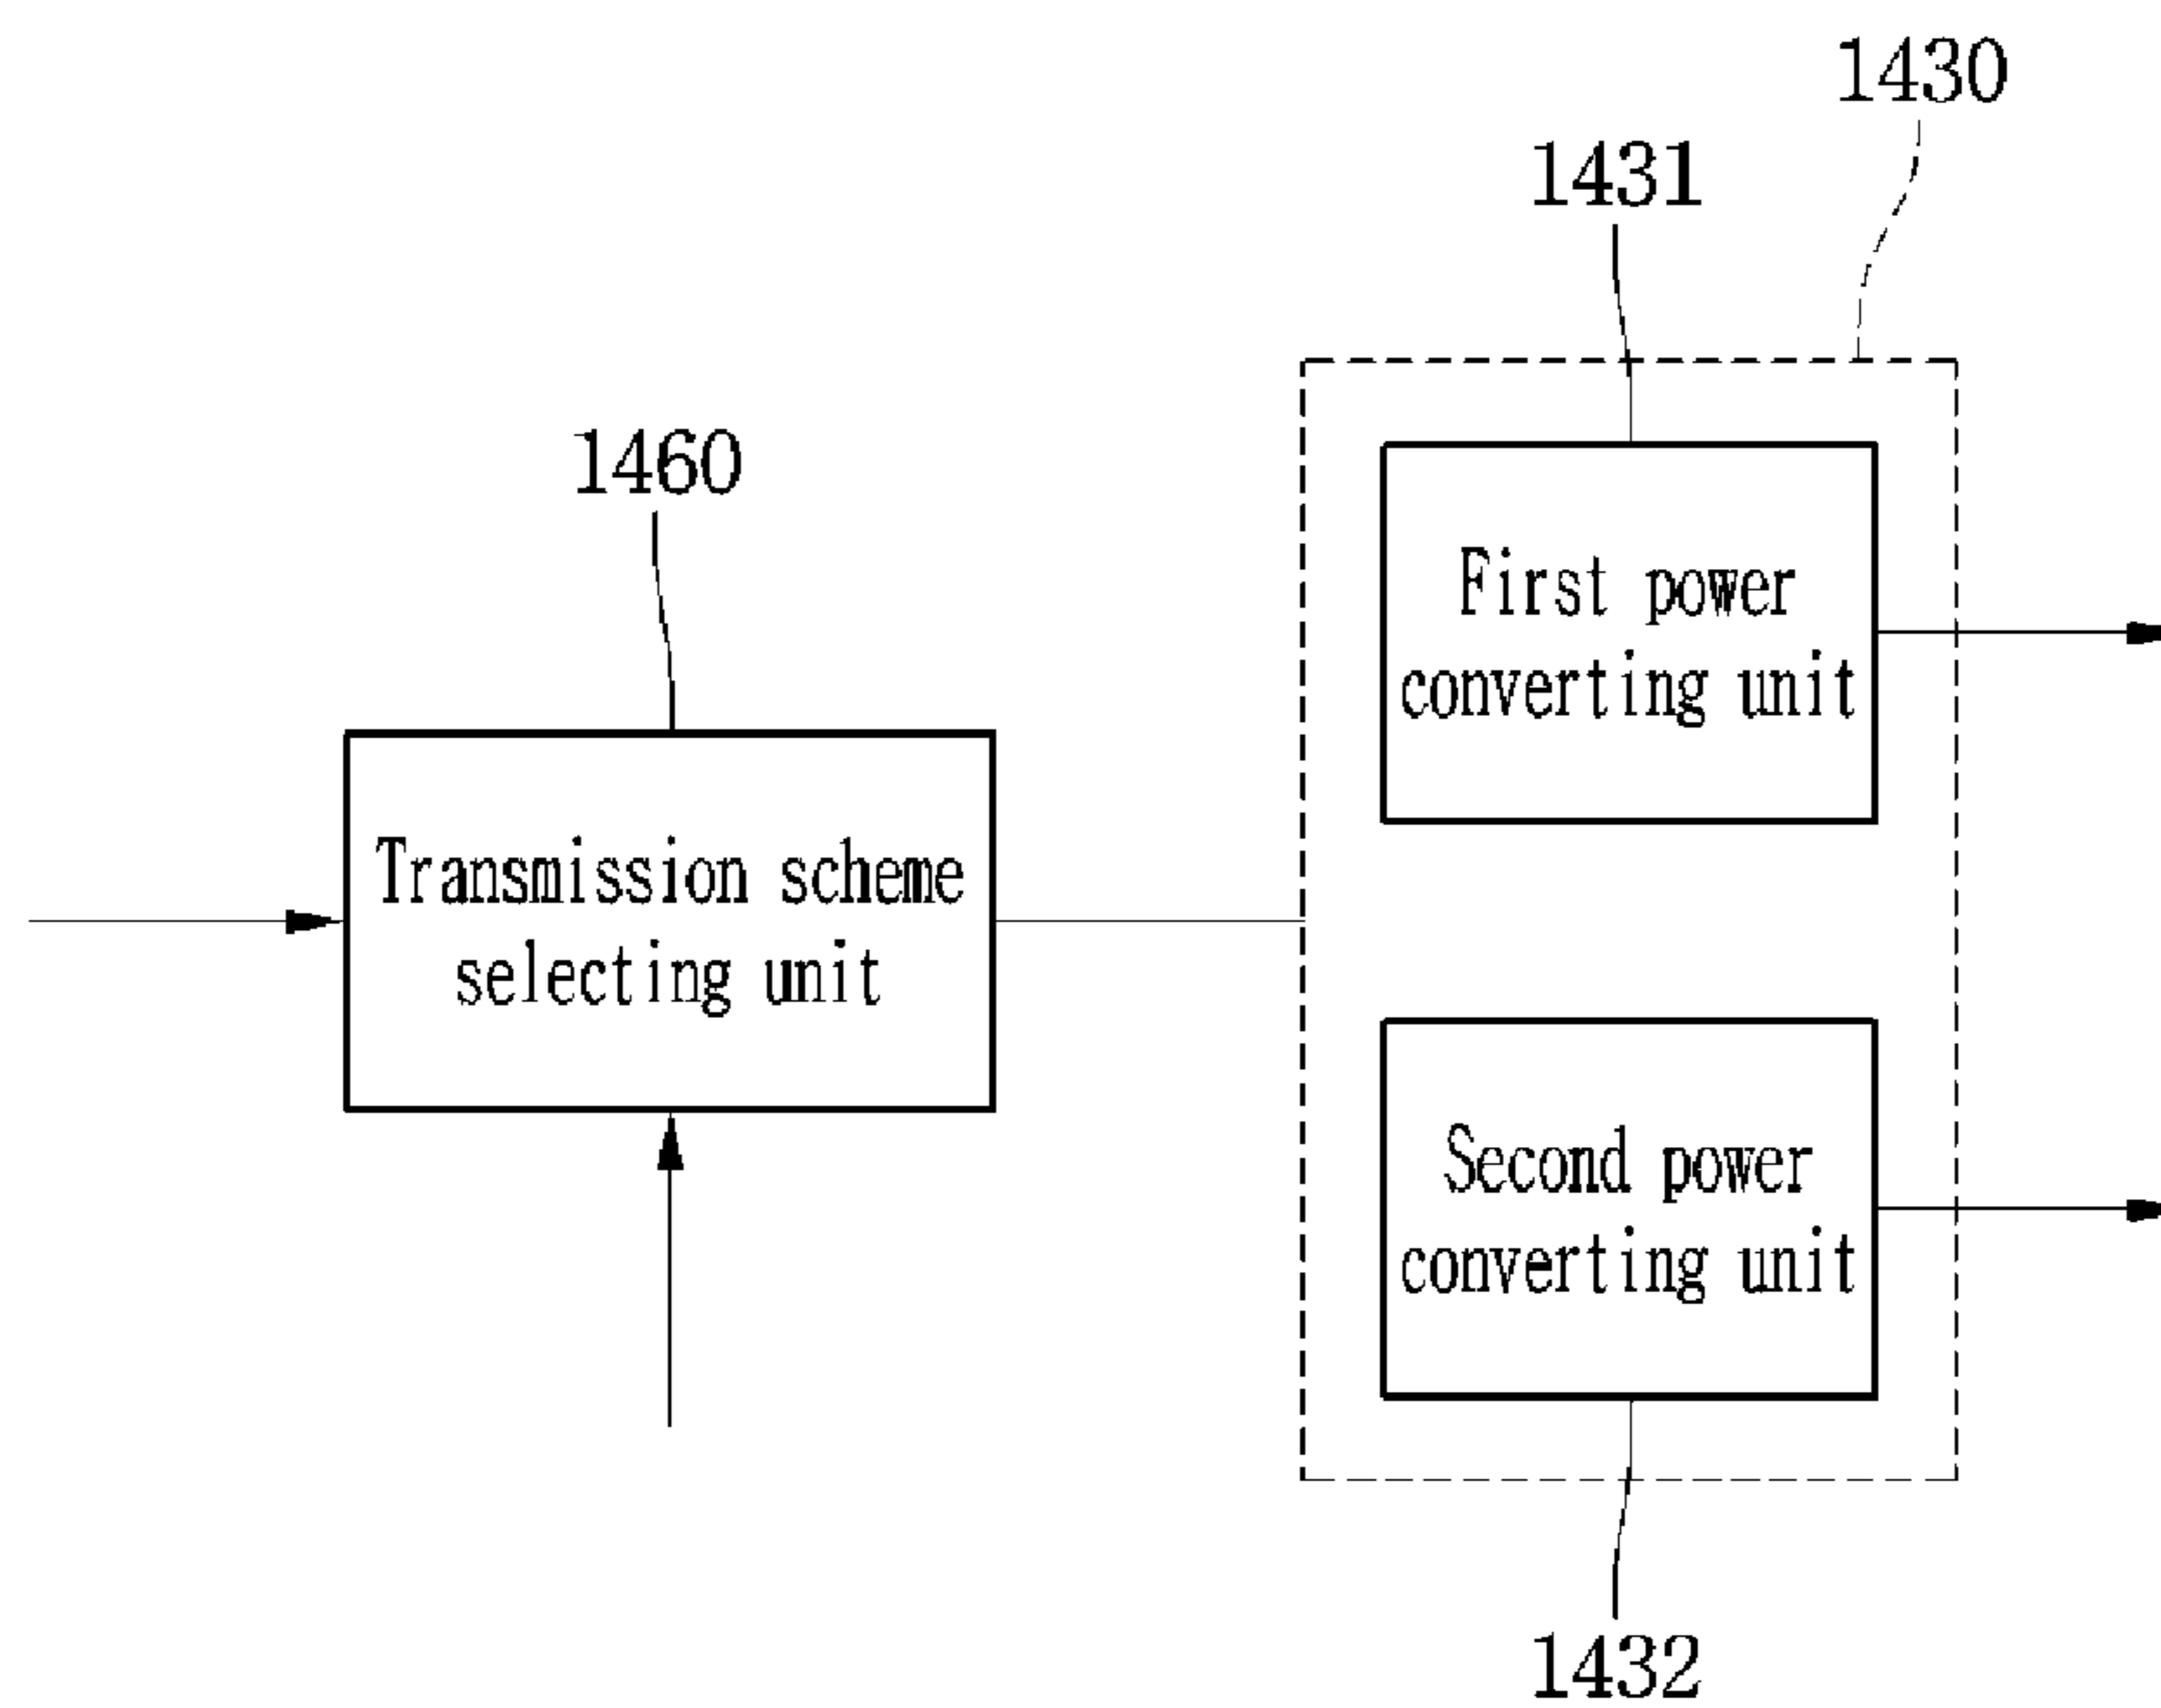 1430
1431
1460
First power
converting unit
Transmission scheme
selecting unit
Second power
converting unit
1432